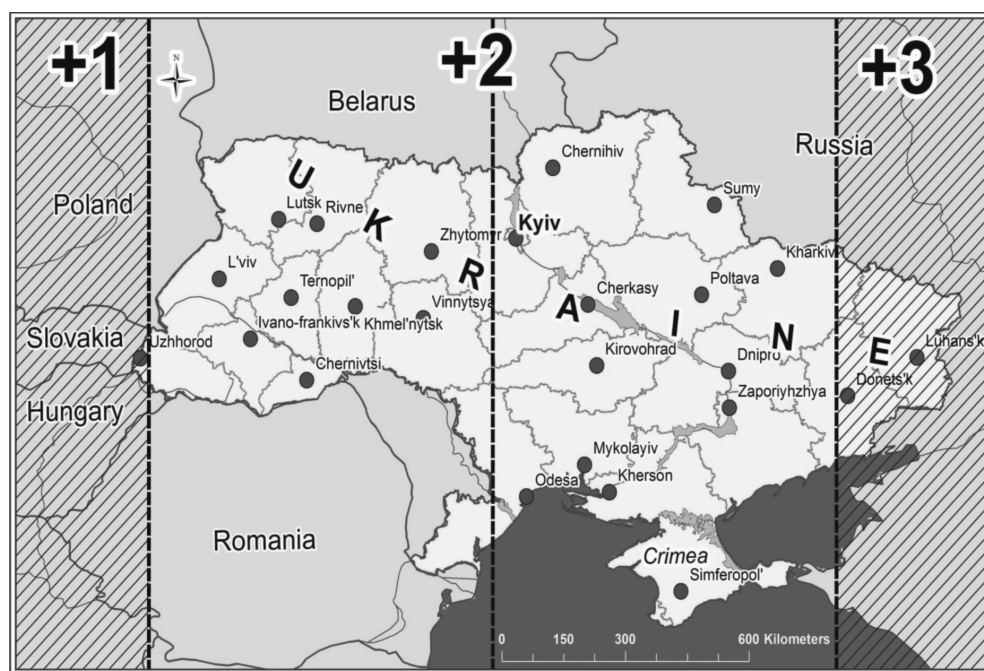 +1
+2
+3
N
Belarus
Russia
Poland
Slovakia
Hungary
Romania
U
K
R
A
I
N
E
Chernihiv
Sumy
Lutsk
Rivne
Kyiv
Zhytomyr
Kharkiv
L'viv
Ternopil'
Cherkasy
Poltava
Vinnytsya
Ivano-frankivs'k
Khmel'nytsk
Uzhhorod
Kirovohrad
Dnipro
Luhans'k
Chernivtsi
Zaporiyhzhya
Donets'k
Mykolayiv
Odesa
Kherson
Crimea
Simferopol'
0 150 300 600 Kilometers